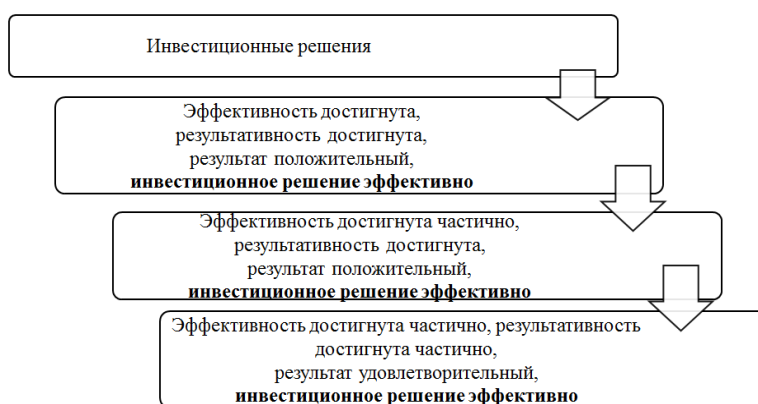 Инвестиционные решения
Эффективность достигнута,
результативность достигнута,
результат положительный,
инвестиционное решение эффективно
Эффективность достигнута частично,
результативность достигнута,
результат положительный,
инвестиционное решение эффективно
Эффективность достигнута частично, результативность
достигнута частично,
результат удовлетворительный,
инвестиционное решение эффективно